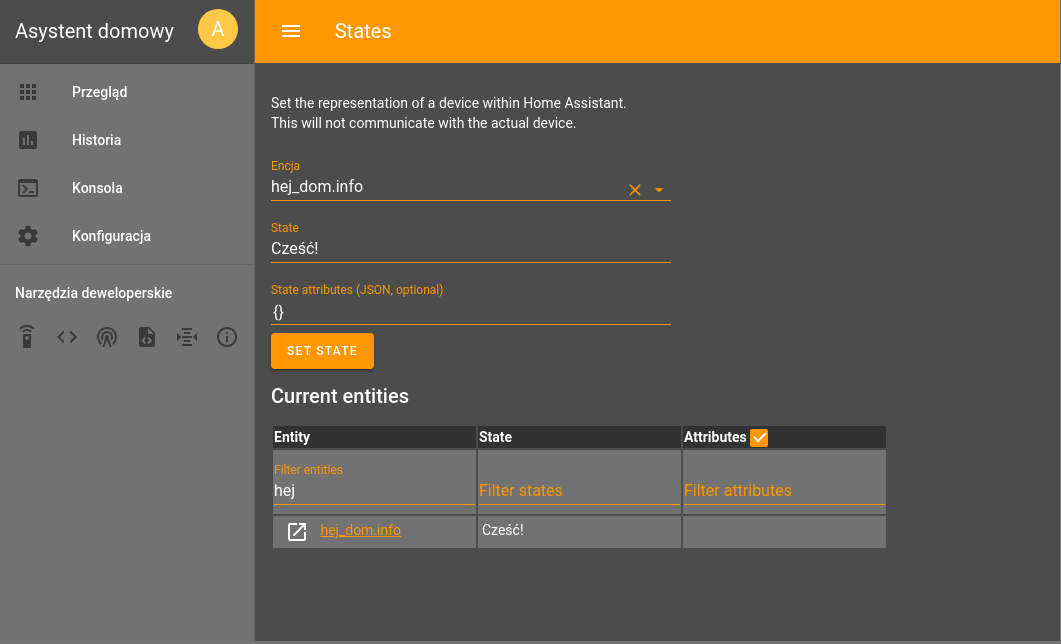 Asystent domowy
A
States
Przegląd
Historia
Konsola
Konfiguracja
Narzędzia deweloperskie
Set the representation of a device within Home Assistant.
This will not communicate with the actual device.
Encja
hej_dom.info
State
Cześć!
State attributes (JSON, optional)
{}
SET STATE
Current entities
Entity State Attributes
Filter entities
hej Filter states Filter attributes
hej_dom.info Cześć!